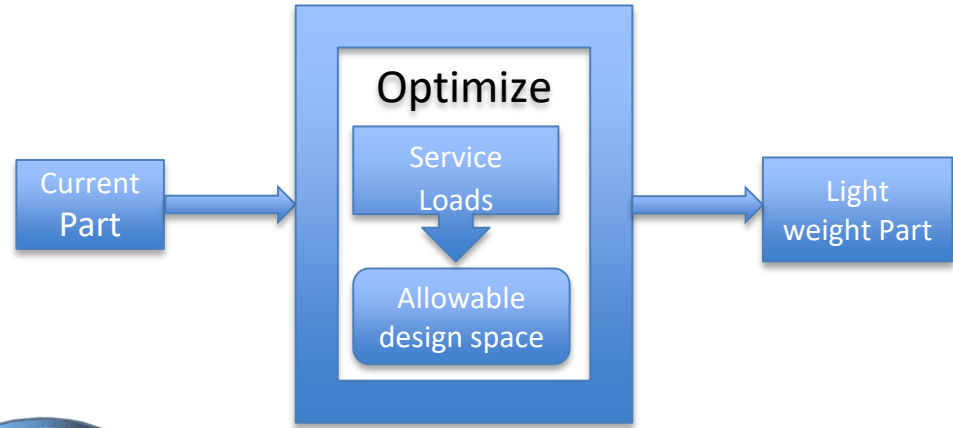 Optimize
Service
Loads
Current
Part
Light
weight Part
Allowable
design space